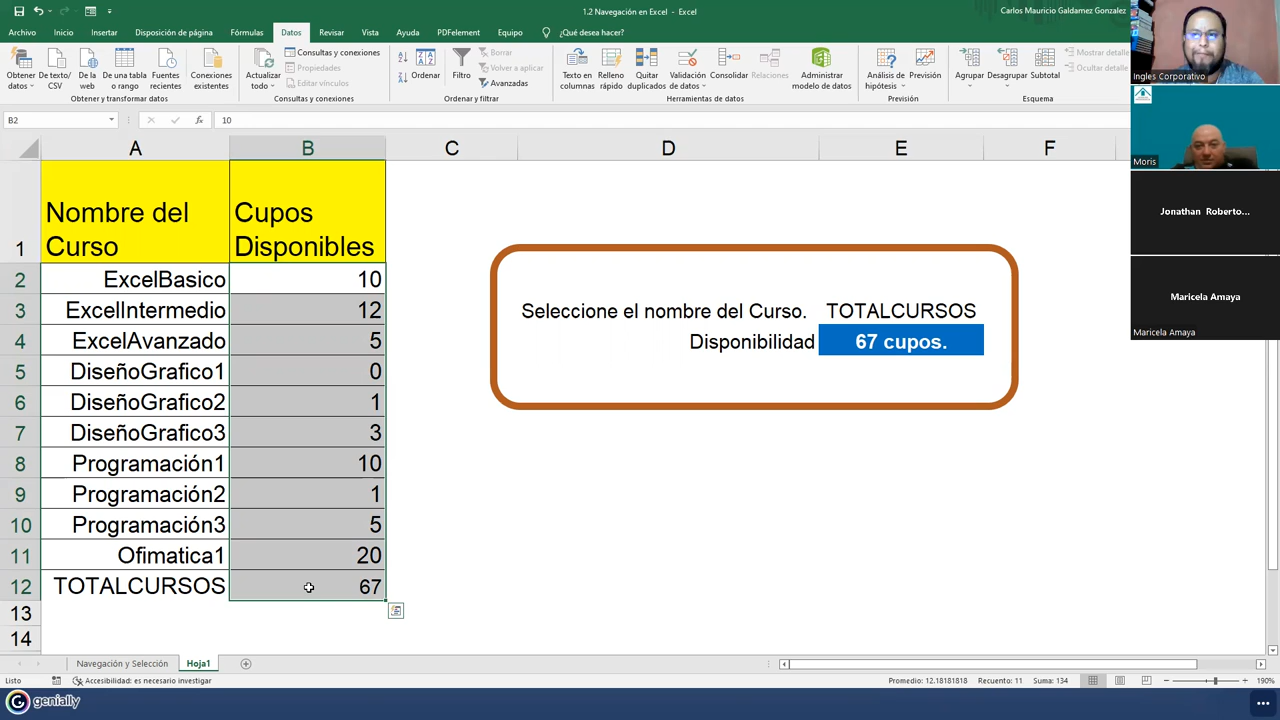 1.2 Navegación en Excel - Excel
Carlos Mauricio Galdamez Gonzalez
Archivo Inicio Insertar Disposición de página Fórmulas Datos Revisar Vista Ayuda PDFelement Equipo ¿Qué desea hacer?
Obtener datos
De texto/ CSV
De la web
De una tabla o rango
Fuentes recientes
Conexiones existentes
Obtener y transformar datos
Actualizar todo
Consultas y conexiones
Propiedades
Editar vínculos
Consultas y conexiones
Ordenar
Filtro
Borrar
Volver a aplicar
Avanzadas
Ordenar y filtrar
Texto en columnas
Relleno rápido
Quitar duplicados
Validación de datos
Consolidar
Relaciones
Administrar modelo de datos
Herramientas de datos
Análisis de hipótesis
Previsión
Previsión
Agrupar
Desagrupar
Subtotal
Mostrar detalle
Ocultar detalle
Esquema
B2
fx
10
A B C D E F
1 Nombre del Curso Cupos Disponibles
2 ExcelBasico 10
3 ExcelIntermedio 12
4 ExcelAvanzado 5
5 DiseñoGrafico1 0
6 DiseñoGrafico2 1
7 DiseñoGrafico3 3
8 Programación1 10
9 Programación2 1
10 Programación3 5
11 Ofimatica1 20
12 TOTALCURSOS 67
13
14
Seleccione el nombre del Curso. TOTALCURSOS
Disponibilidad 67 cupos.
Ingles Corporativo
Moris
Jonathan Roberto...
Maricela Amaya
Maricela Amaya
Navegación y Selección Hoja1
Listo Accesibilidad: es necesario investigar Promedio: 12.18181818 Recuento: 11 Suma: 134 190%
genially